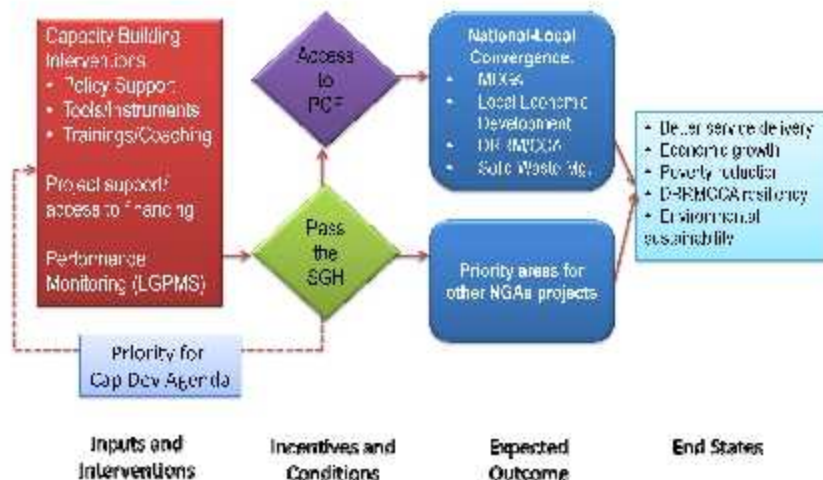 Capacity Building
Interventions
• Policy Support
• Tools/Instruments
• Trainings/Coaching
Project support/
access to financing
Performance
Monitoring (LGPMS)
Access
to
PCF
Pass
the
SGH
Priority for
Cap Dev Agenda
National-Local
Convergence:
• MDGs
• Local Economic
Development
• DRRM/CCA
• Solid Waste Mg.
Priority areas for
other NGAs projects
• Better service delivery
• Economic growth
• Poverty reduction
• DRRMCCA resiliency
• Environmental
sustainability
Inputs and
Interventions
Incentives and
Conditions
Expected
Outcome
End States